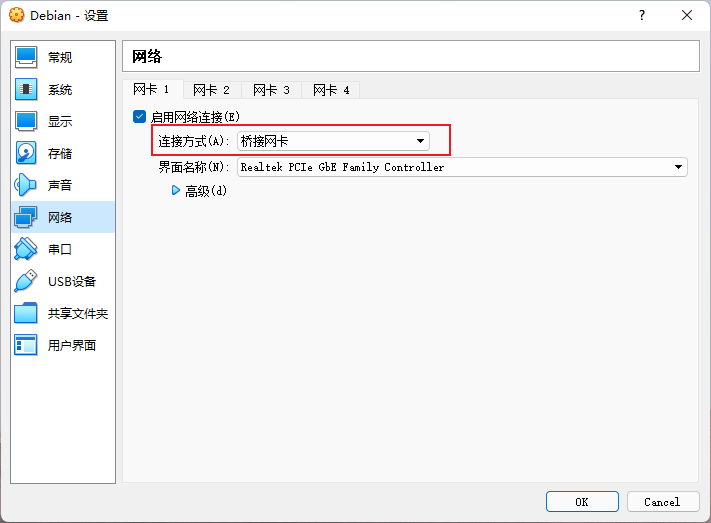 Debian - 设置
常规
系统
显示
存储
声音
网络
串口
USB设备
共享文件夹
用户界面
网络
网卡 1 网卡 2 网卡 3 网卡 4
启用网络连接(E)
连接方式(A): 桥接网卡
界面名称(N): Realtek PCIe GbE Family Controller
高级(d)
OK Cancel